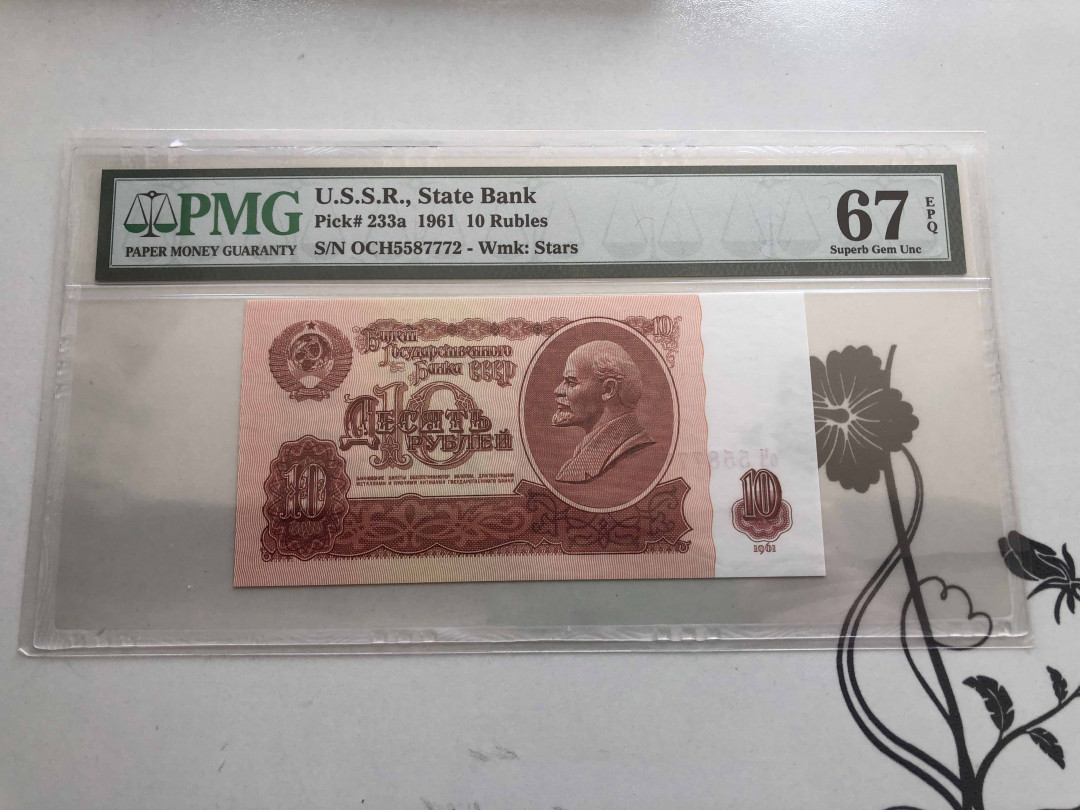 PMG
PAPER MONEY GUARANTY
U.S.S.R., State Bank
Pick# 233a 1961 10 Rubles
S/N OCH5587772 - Wmk: Stars
67
EPQ
Superb Gem Unc
Билет
Государственного
Банка СССР
10
10
Десять
рублей
10
10
1961